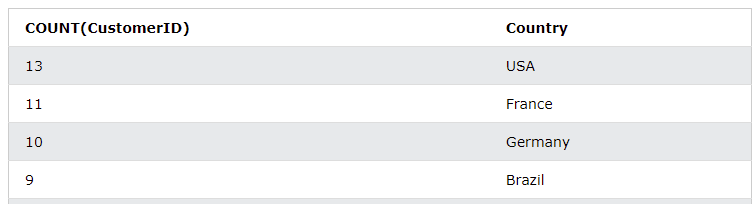 COUNT(CustomerID) Country
13 USA
11 France
10 Germany
9 Brazil